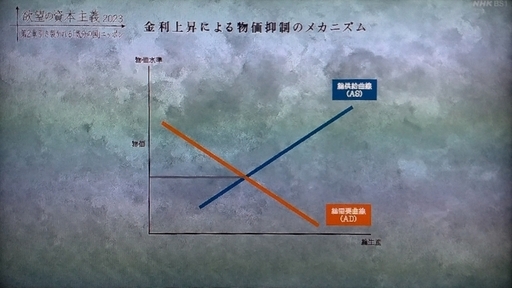 欲望の資本主義2023
NHK BS1
金利上昇による物価抑制のメカニズム
物価水準
総供給曲線
(AS)
物価
総需要曲線
(AD)
総生産